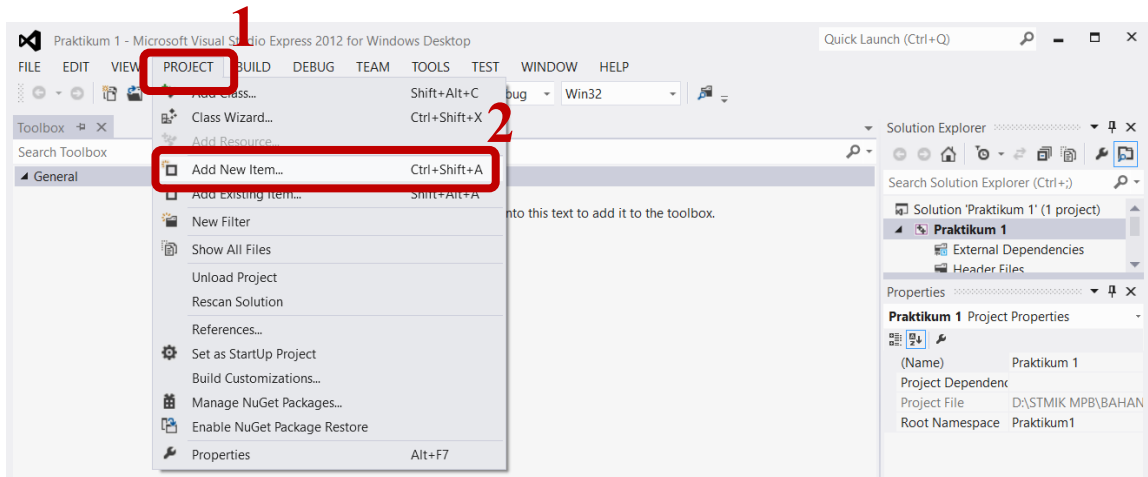 1
Praktikum 1 - Microsoft Visual Studio Express 2012 for Windows Desktop
Quick Launch (Ctrl+Q)
FILE EDIT VIEW PROJECT BUILD DEBUG TEAM TOOLS TEST WINDOW HELP
Add Class... Shift+Alt+C
bug Win32
Toolbox
Class Wizard... Ctrl+Shift+X
2
Solution Explorer
Search Toolbox
Add Resource...
General
Add New Item... Ctrl+Shift+A
Search Solution Explorer (Ctrl+;)
Add Existing Item... Shift+Alt+A
nto this text to add it to the toolbox.
Solution 'Praktikum 1' (1 project)
New Filter
Praktikum 1
Show All Files
External Dependencies
Header Files
Unload Project
Properties
Rescan Solution
Praktikum 1 Project Properties
References...
Set as StartUp Project
(Name) Praktikum 1
Build Customizations...
Project Dependenc
Manage NuGet Packages...
Project File D:\STMIK MPB\BAHAN
Enable NuGet Package Restore
Root Namespace Praktikum1
Properties Alt+F7